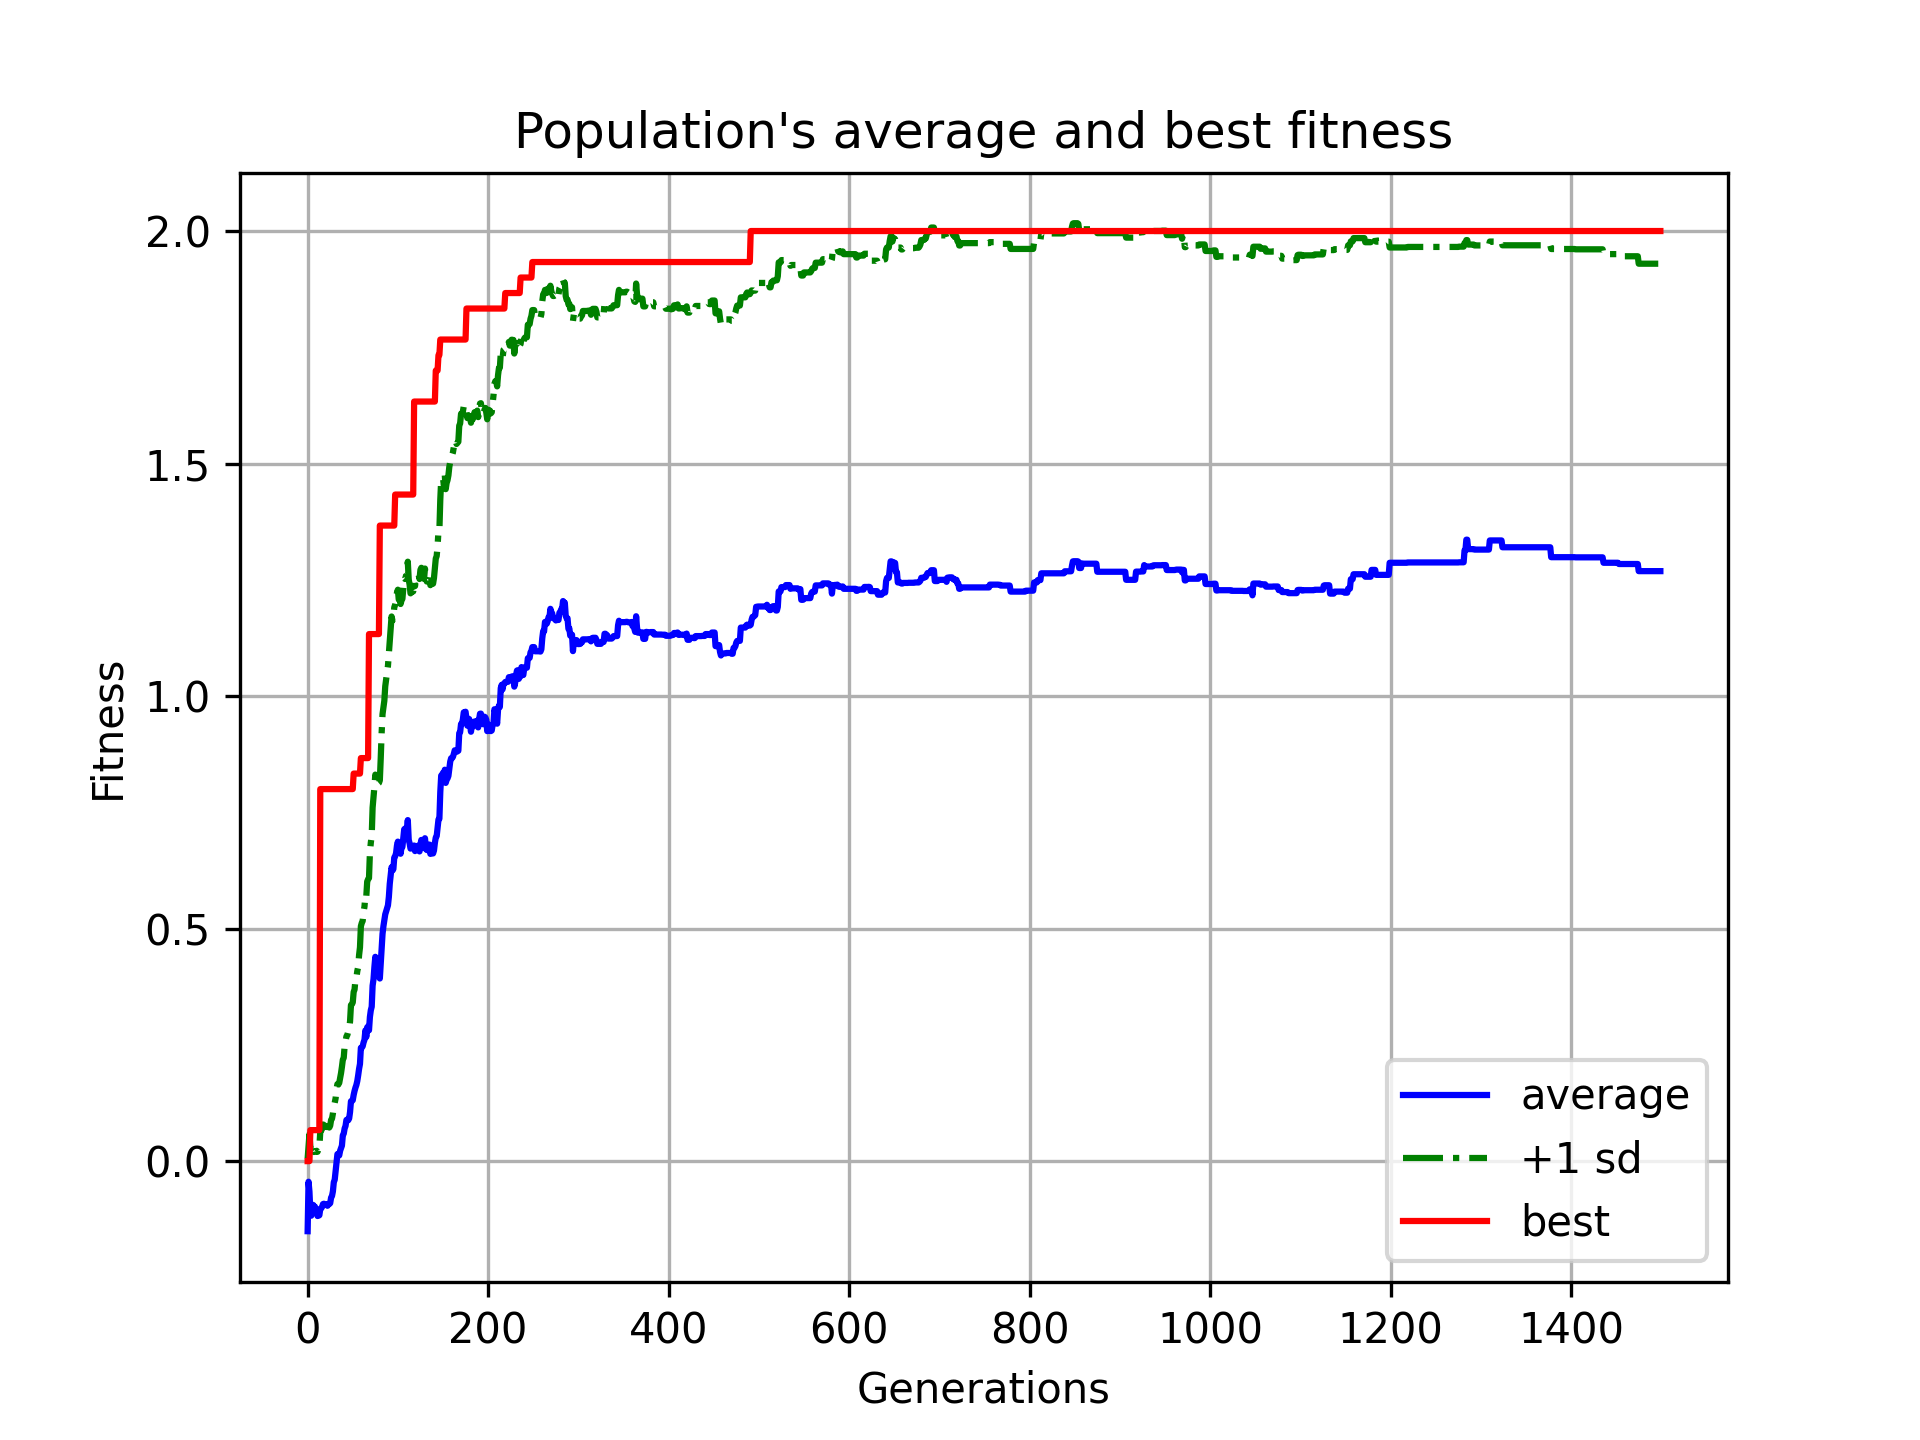 Population's average and best fitness
2.0
1.5
1.0
0.5
0.0
Fitness
0 200 400 600 800 1000 1200 1400
Generations
average
+1 sd
best